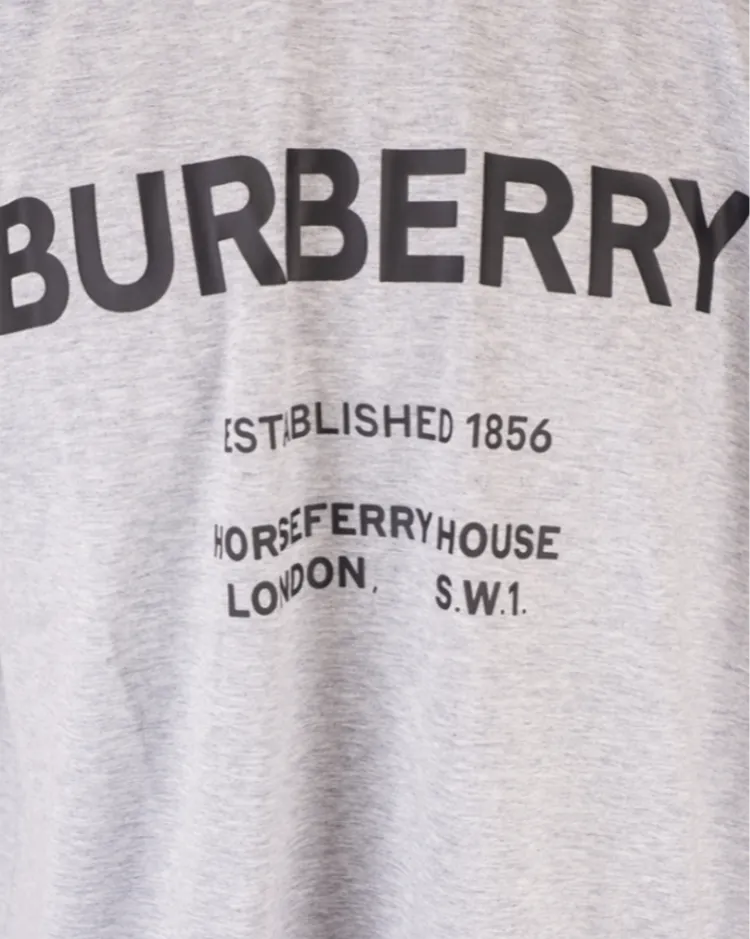 BURBERRY
ESTABLISHED 1856
HORSEFERRY HOUSE
LONDON, S.W.1.